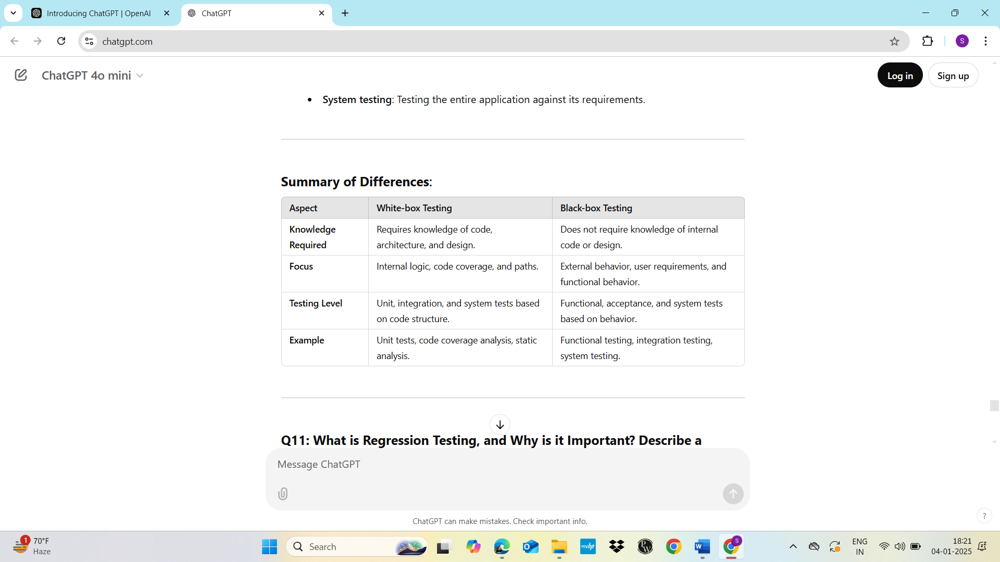 Introducing ChatGPT | OpenAI
ChatGPT
chatgpt.com
S
ChatGPT 4o mini
Log in
Sign up
• System testing: Testing the entire application against its requirements.
Summary of Differences:
Aspect White-box Testing Black-box Testing
Knowledge Requires knowledge of code, Does not require knowledge of internal
Required architecture, and design. code or design.
Focus Internal logic, code coverage, and paths. External behavior, user requirements, and
functional behavior.
Testing Level Unit, integration, and system tests based Functional, acceptance, and system tests
on code structure. based on behavior.
Example Unit tests, code coverage analysis, static Functional testing, integration testing,
analysis. system testing.
Q11: What is Regression Testing, and Why is it Important? Describe a
Message ChatGPT
ChatGPT can make mistakes. Check important info.
?
1
70°F
Haze
Search
myhp
W
S
ENG
IN
18:21
04-01-2025